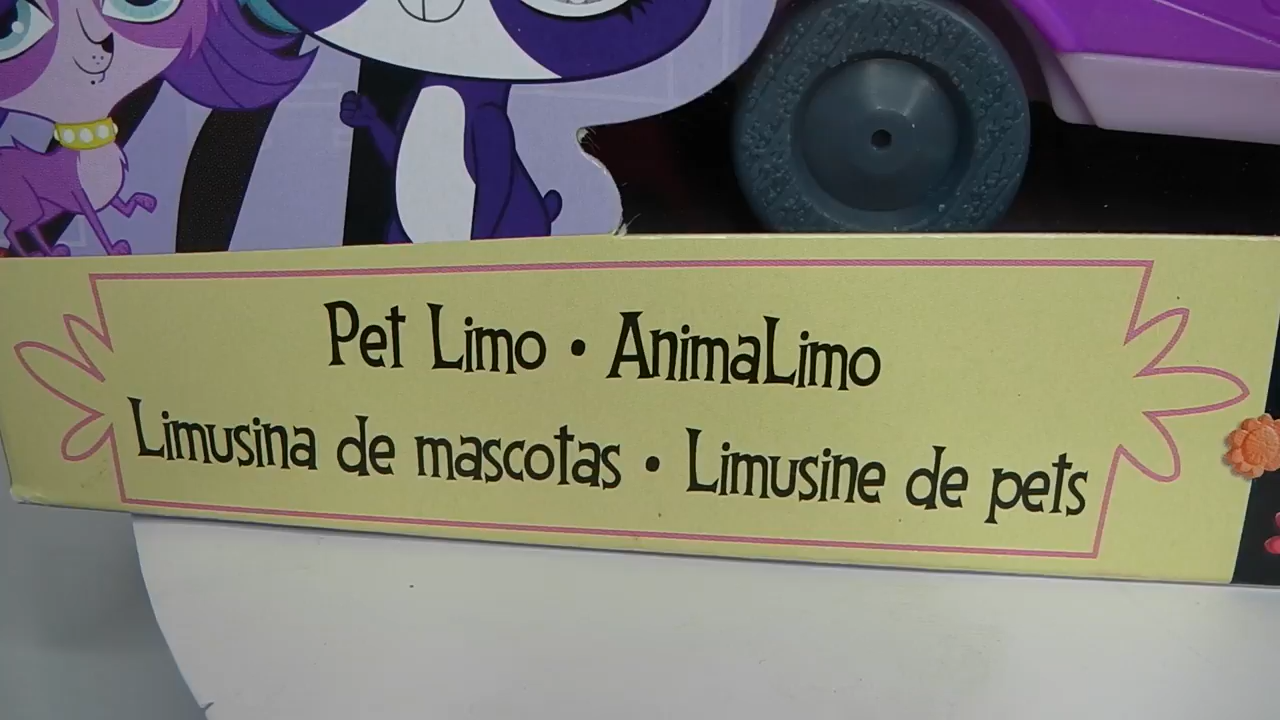 Pet Limo • AnimaLimo
Limusina de mascotas • Limusine de pets